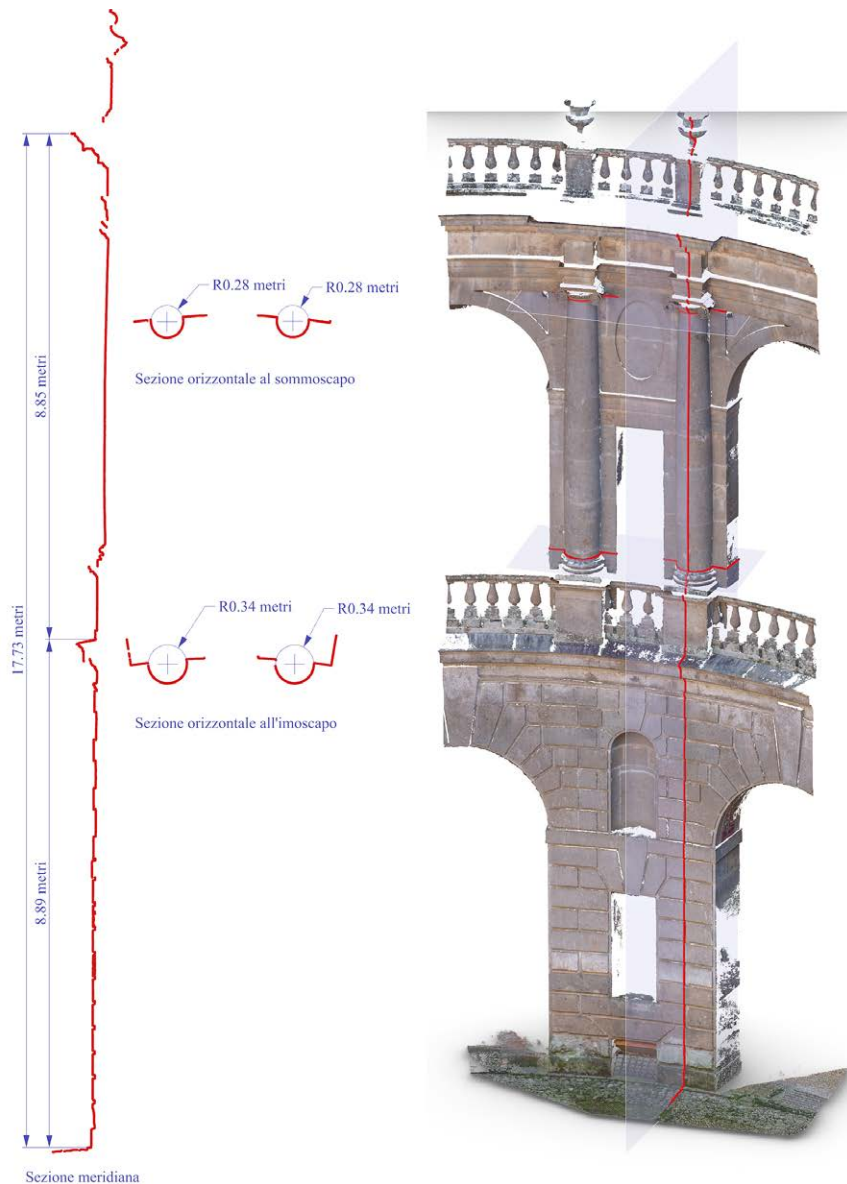 R0.28 metri
R0.28 metri
Sezione orizzontale al sommoscapo
8.85 metri
17.73 metri
R0.34 metri
R0.34 metri
Sezione orizzontale all'imoscapo
8.89 metri
Sezione meridiana